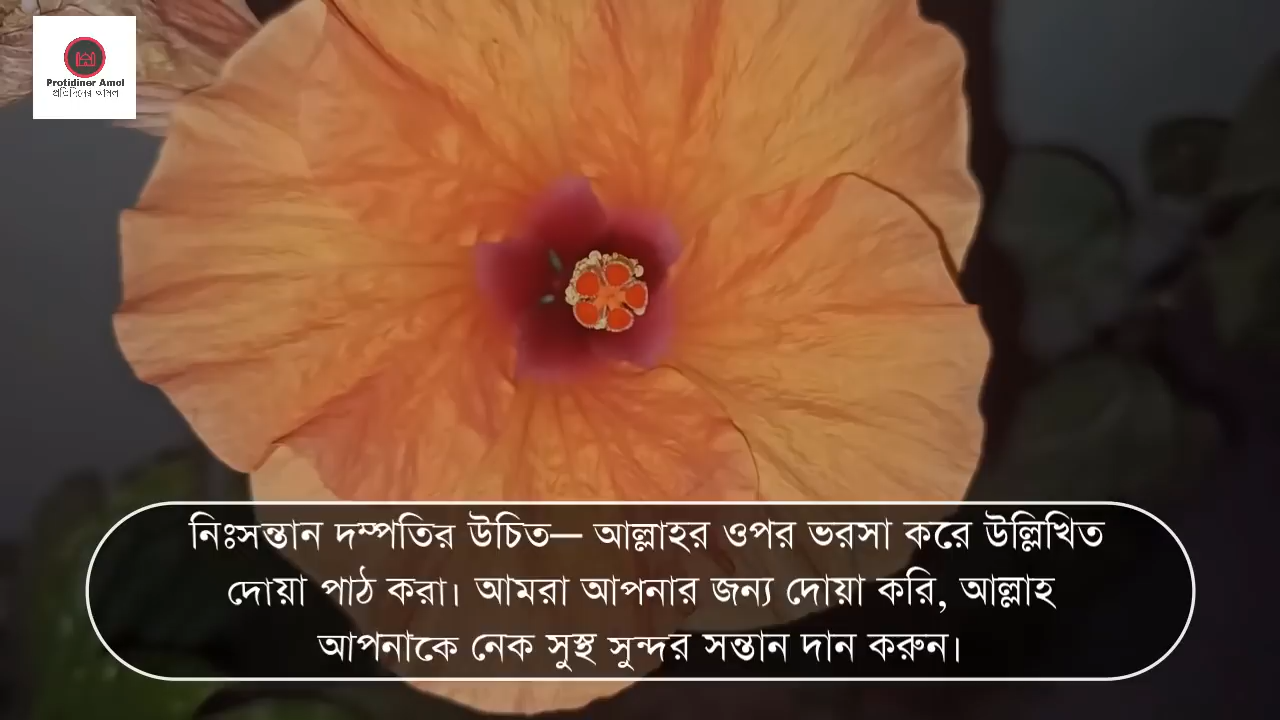 Protidiner Amol
প্রতিদিনের আমল
নিঃসন্তান দম্পতির উচিত— আল্লাহর ওপর ভরসা করে উল্লিখিত
দোয়া পাঠ করা। আমরা আপনার জন্য দোয়া করি, আল্লাহ
আপনাকে নেক সুস্থ সুন্দর সন্তান দান করুন।